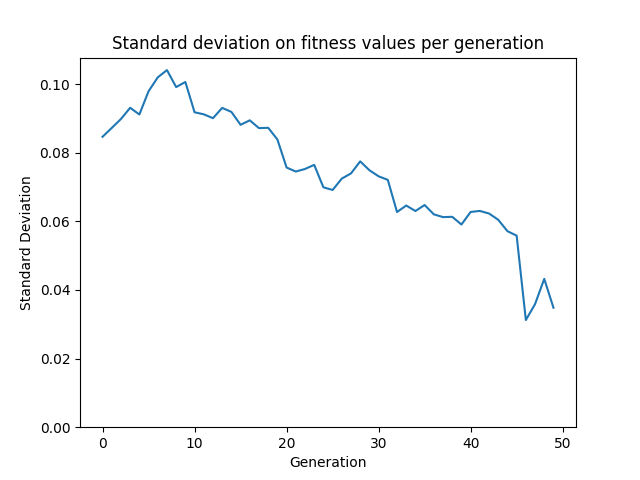 Standard deviation on fitness values per generation
0.10
0.08
0.06
0.04
0.02
0.00
Standard Deviation
0 10 20 30 40 50
Generation